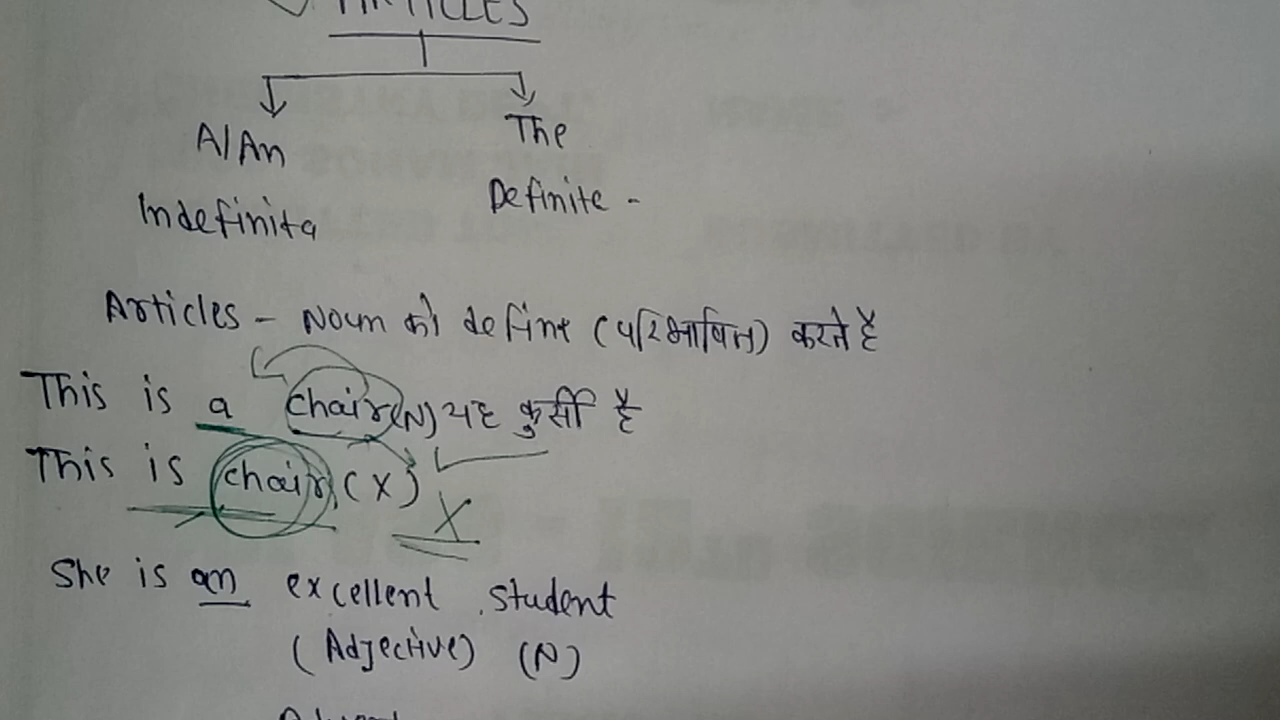 ARTICLES
A/An The
Indefinita Definite -
Articles - Noun को define (परिभाषित) करते है
This is a chair (N) यह कुर्सी है
This is chair (X)
X
She is an excellent student
(Adjective) (N)